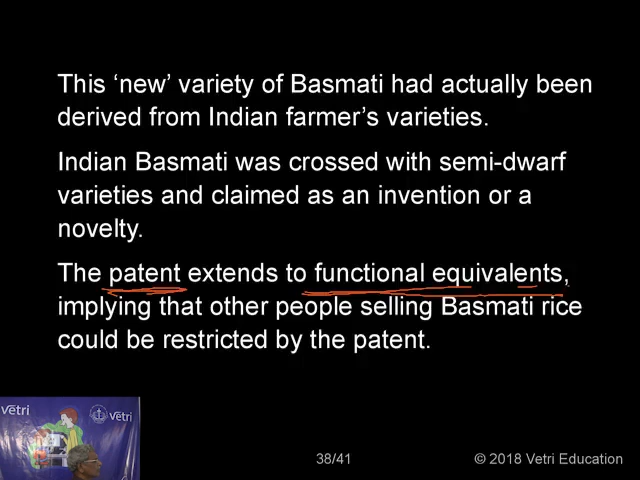 This ‘new’ variety of Basmati had actually been
derived from Indian farmer’s varieties.
Indian Basmati was crossed with semi-dwarf
varieties and claimed as an invention or a
novelty.
The patent extends to functional equivalents,
implying that other people selling Basmati rice
could be restricted by the patent.
Vetri
Vetri
38/41
© 2018 Vetri Education